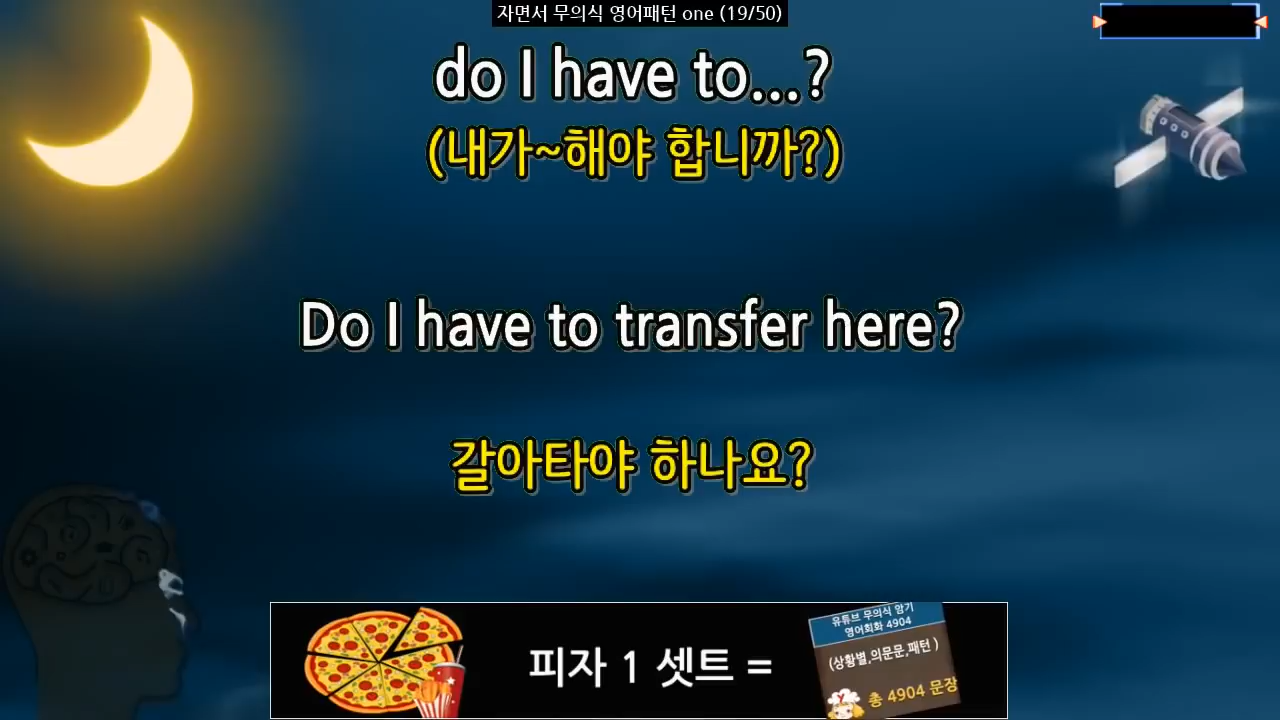 자면서 무의식 영어패턴 one (19/50)
do I have to...?
(내가~해야 합니까?)
Do I have to transfer here?
갈아타야 하나요?
피자 1 셋트 =
유튜브 무의식 암기
영어회화 4904
(상황별,의문문,패턴 )
총 4904 문장